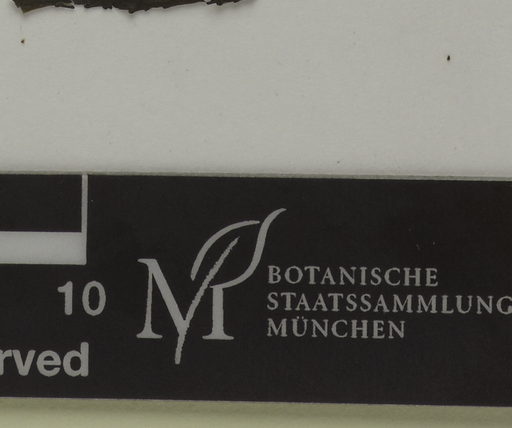 10
rved
BOTANISCHE
STAATSSAMMLUNG
MÜNCHEN